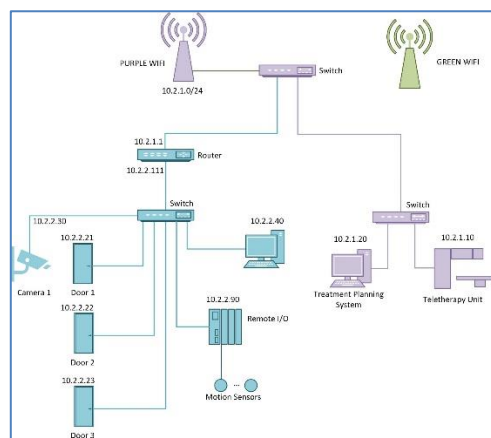 PURPLE WIFI
Switch
GREEN WIFI
10.2.1.0/24
10.2.1.1
Router
10.2.2.111
Switch
Switch
10.2.2.30
10.2.2.21
10.2.2.40
10.2.1.20
10.2.1.10
Camera 1
Door 1
Treatment Planning
System
Teletherapy Unit
10.2.2.22
10.2.2.90
Remote I/O
Door 2
10.2.2.23
...
Motion Sensors
Door 3